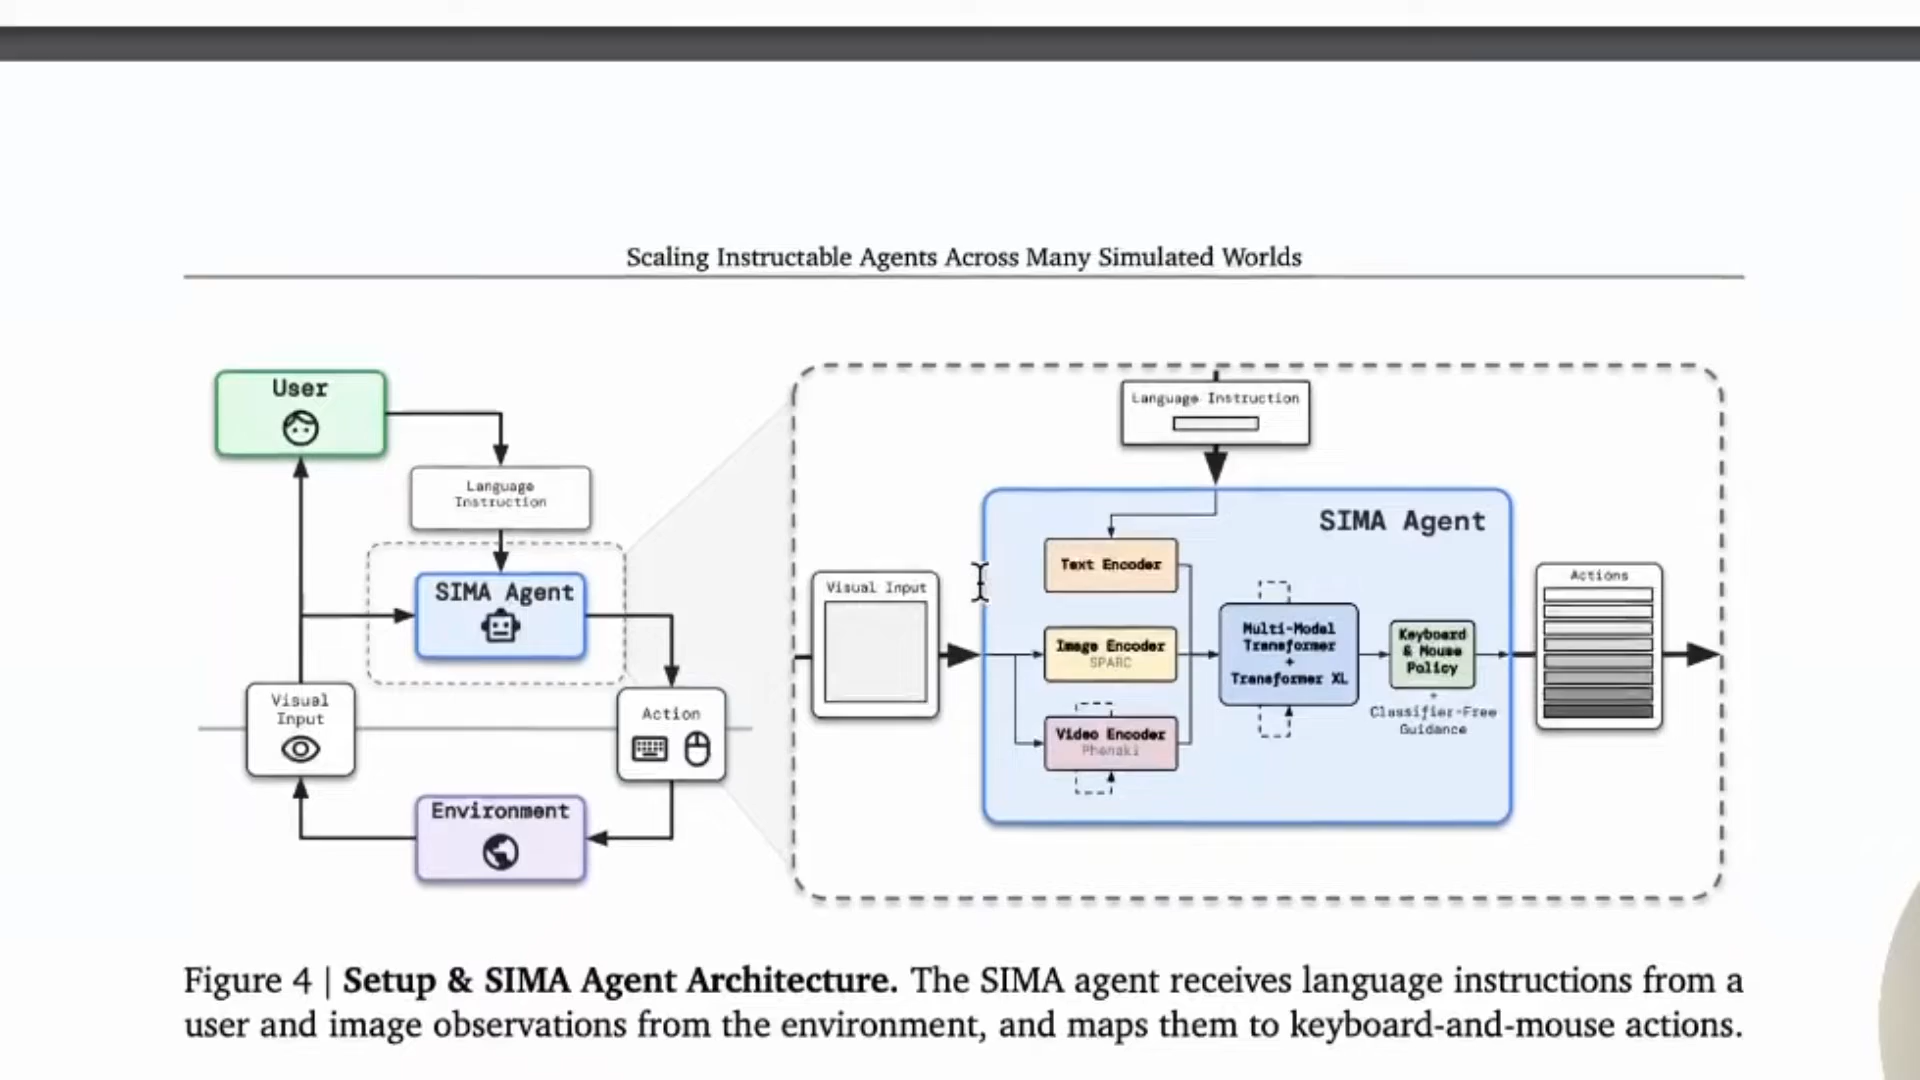 Scaling Instructable Agents Across Many Simulated Worlds
User
Language
Instruction
SIMA Agent
Visual
Input
Action
Environment
Language Instruction
SIMA Agent
Visual Input
Text Encoder
Image Encoder
SPARC
Video Encoder
Phenaki
Multi-Modal
Transformer
+
Transformer XL
Keyboard
& Mouse
Policy
+
Classifier-Free
Guidance
Actions
Figure 4 | Setup & SIMA Agent Architecture. The SIMA agent receives language instructions from a
user and image observations from the environment, and maps them to keyboard-and-mouse actions.